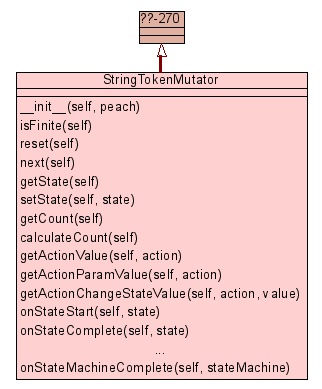 ??-270
StringTokenMutator
__init__(self, peach)
isFinite(self)
reset(self)
next(self)
getState(self)
setState(self, state)
getCount(self)
calculateCount(self)
getActionValue(self, action)
getActionParamValue(self, action)
getActionChangeStateValue(self, action, value)
onStateStart(self, state)
onStateComplete(self, state)
...
onStateMachineComplete(self, stateMachine)